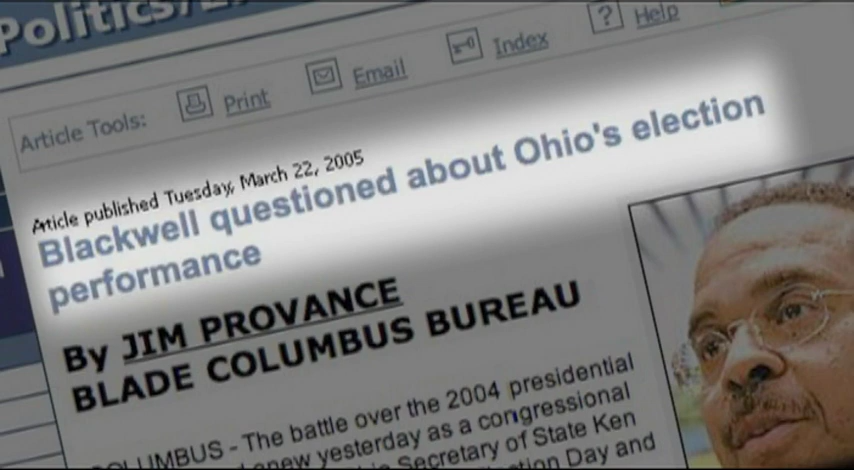 Politics/
Article Tools: Print Email Index ? Help
Article published Tuesday, March 22, 2005
Blackwell questioned about Ohio's election
performance
By JIM PROVANCE
BLADE COLUMBUS BUREAU
COLUMBUS - The battle over the 2004 presidential
anew yesterday as a congressional
Secretary of State Ken
Election Day and